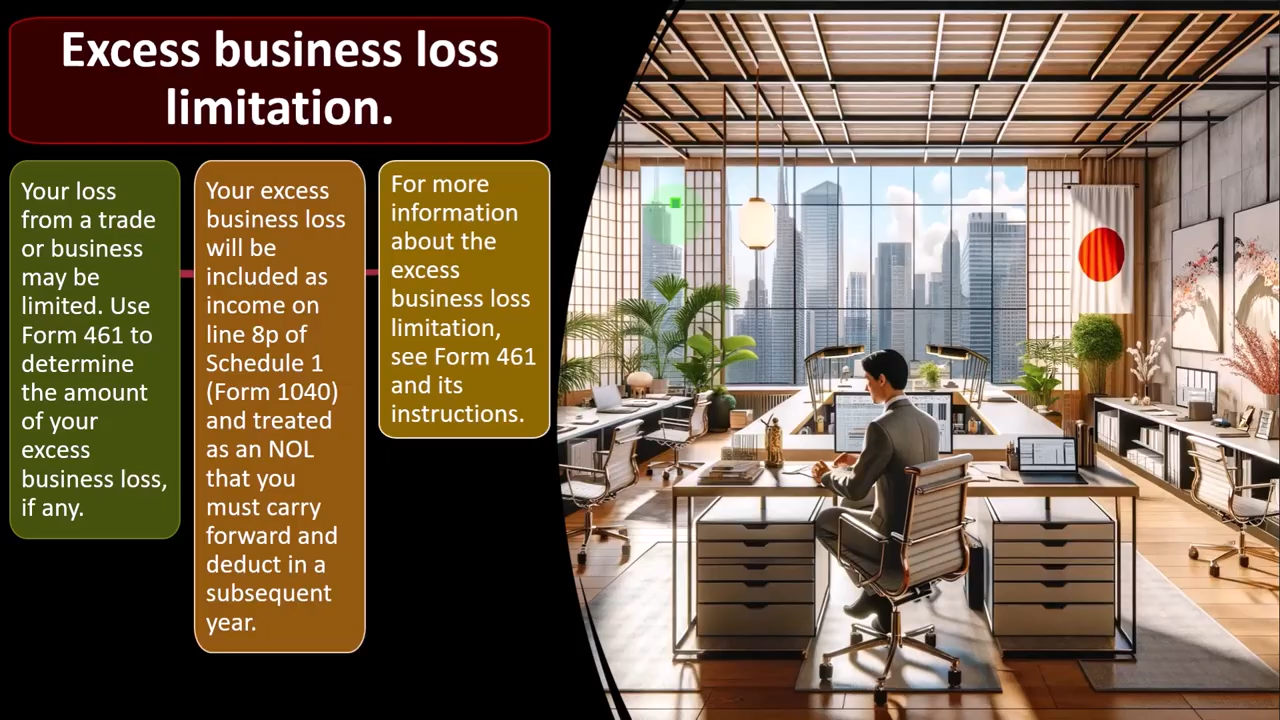 Excess business loss
limitation.
Your loss
from a trade
or business
may be
limited. Use
Form 461 to
determine
the amount
of your
excess
business loss,
if any.
Your excess
business loss
will be
included as
income on
line 8p of
Schedule 1
(Form 1040)
and treated
as an NOL
that you
must carry
forward and
deduct in a
subsequent
year.
For more
information
about the
excess
business loss
limitation,
see Form 461
and its
instructions.